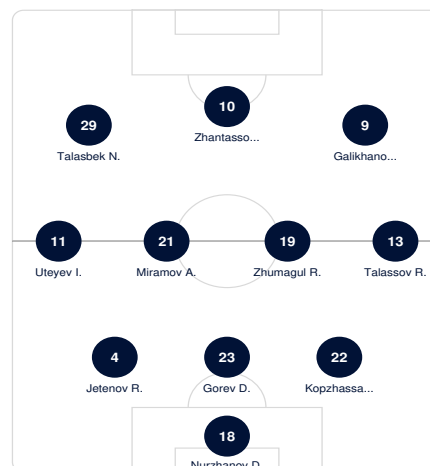 10
29
9
Zhantasso...
Talasbek N.
Galikhano...
11
21
19
13
Uteyev I.
Miramov A.
Zhumagul R.
Talassov R.
4
23
22
Jetenov R.
Gorev D.
Kopzhassa...
18
Nurzhanov D.